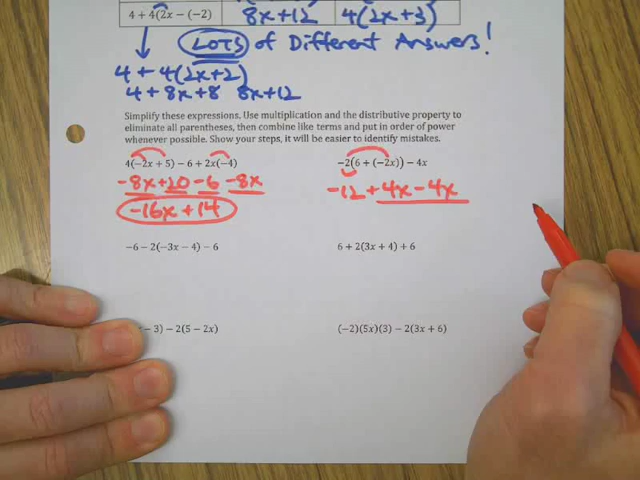 4 + 4(2x − (−2) 8x+12 4(2x+3)
LOTS of Different Answers!
4 + 4(2x+2)
4 + 8x+8 8x+12
Simplify these expressions. Use multiplication and the distributive property to
eliminate all parentheses, then combine like terms and put in order of power
whenever possible. Show your steps, it will be easier to identify mistakes.
4(−2x + 5) − 6 + 2x(−4) −2(6 + (−2x)) − 4x
-8x+20 -6 -8x -12 +4x -4x
-16x +14
−6 − 2(−3x − 4) − 6 6 + 2(3x + 4) + 6
− 3) − 2(5 − 2x) (−2)(5x)(3) − 2(3x + 6)